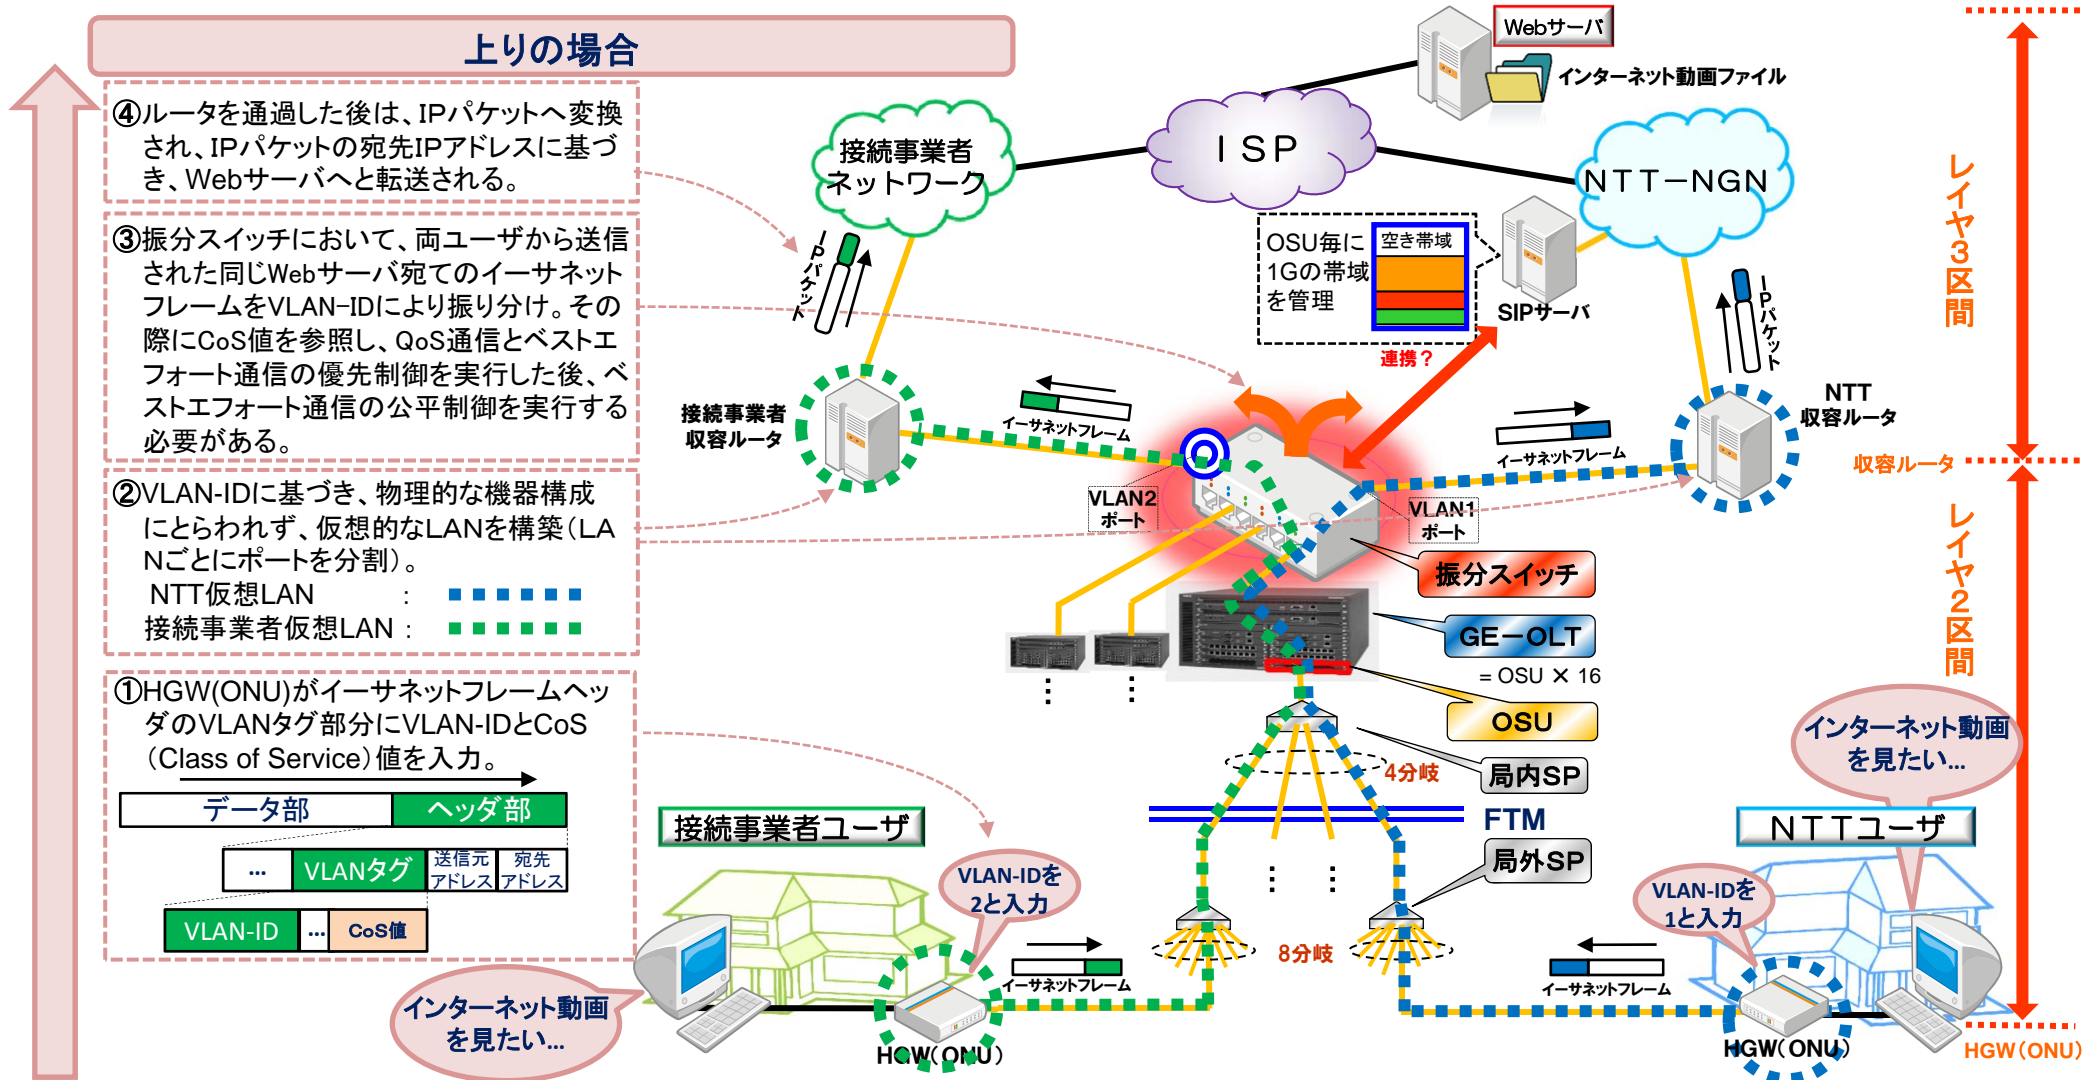 上りの場合
④ルータを通過した後は、IPパケットへ変換
され、IPパケットの宛先IPアドレスに基づ
き、Webサーバへと転送される。
③振分スイッチにおいて、両ユーザから送信
された同じWebサーバ宛てのイーサネット
フレームをVLAN-IDにより振り分け。その
際にCoS値を参照し、QoS通信とベストエ
フォート通信の優先制御を実行した後、ベ
ストエフォート通信の公平制御を実行する
必要がある。
②VLAN-IDに基づき、物理的な機器構成
にとらわれず、仮想的なLANを構築(LA
Nごとにポートを分割)。
NTT仮想LAN :
接続事業者仮想LAN :
①HGW(ONU)がイーサネットフレームヘッ
ダのVLANタグ部分にVLAN-IDとCoS
(Class of Service)値を入力。
データ部 ヘッダ部
... VLANタグ 送信元アドレス 宛先アドレス
VLAN-ID ... CoS値
Webサーバ
インターネット動画ファイル
接続事業者
ネットワーク
ISP
NTT-NGN
OSU毎に
1Gの帯域
を管理
空き帯域
SIPサーバ
連携?
IPパケット
IPパケット
接続事業者
収容ルータ
イーサネットフレーム
イーサネットフレーム
NTT
収容ルータ
収容ルータ
VLAN2
ポート
VLAN1
ポート
振分スイッチ
GE-OLT
= OSU × 16
OSU
局内SP
4分岐
FTM
局外SP
8分岐
接続事業者ユーザ
VLAN-IDを
2と入力
イーサネットフレーム
インターネット動画
を見たい...
HGW(ONU)
NTTユーザ
インターネット動画
を見たい...
VLAN-IDを
1と入力
イーサネットフレーム
HGW(ONU)
レイヤ3区間
レイヤ2区間
HGW(ONU)